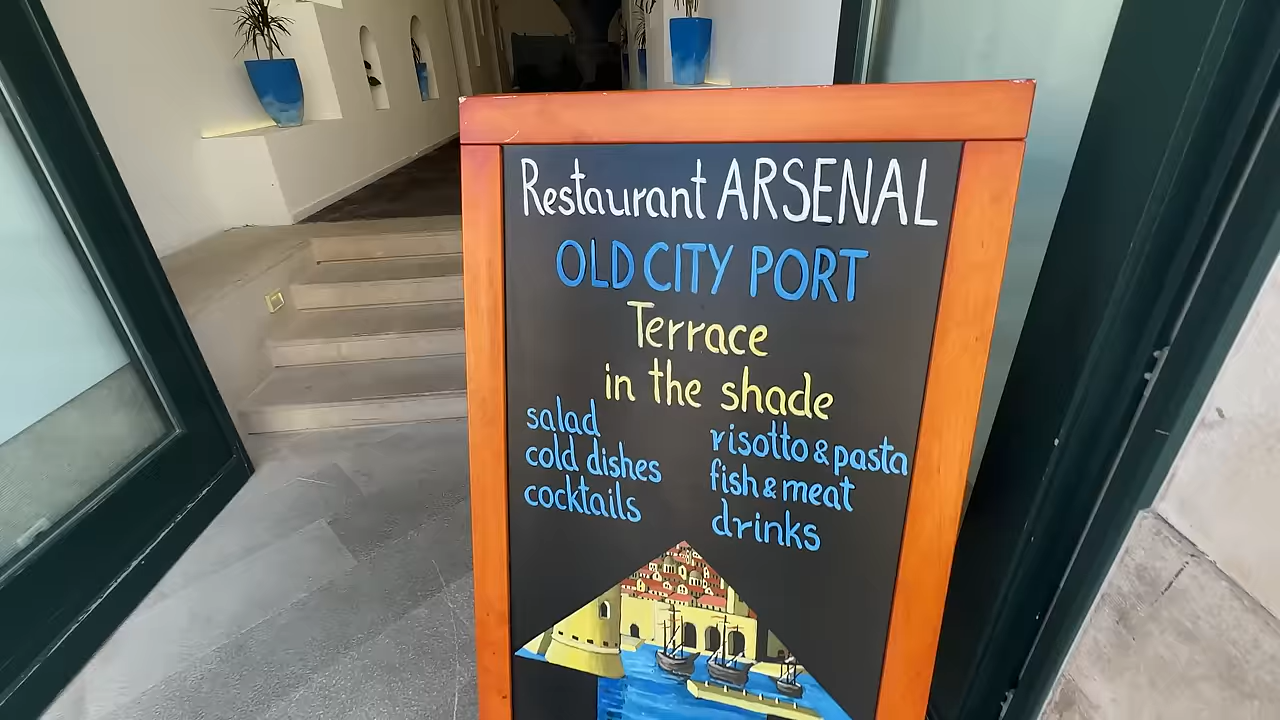 Restaurant ARSENAL
OLD CITY PORT
Terrace
in the shade
salad
cold dishes
cocktails
risotto & pasta
fish & meat
drinks